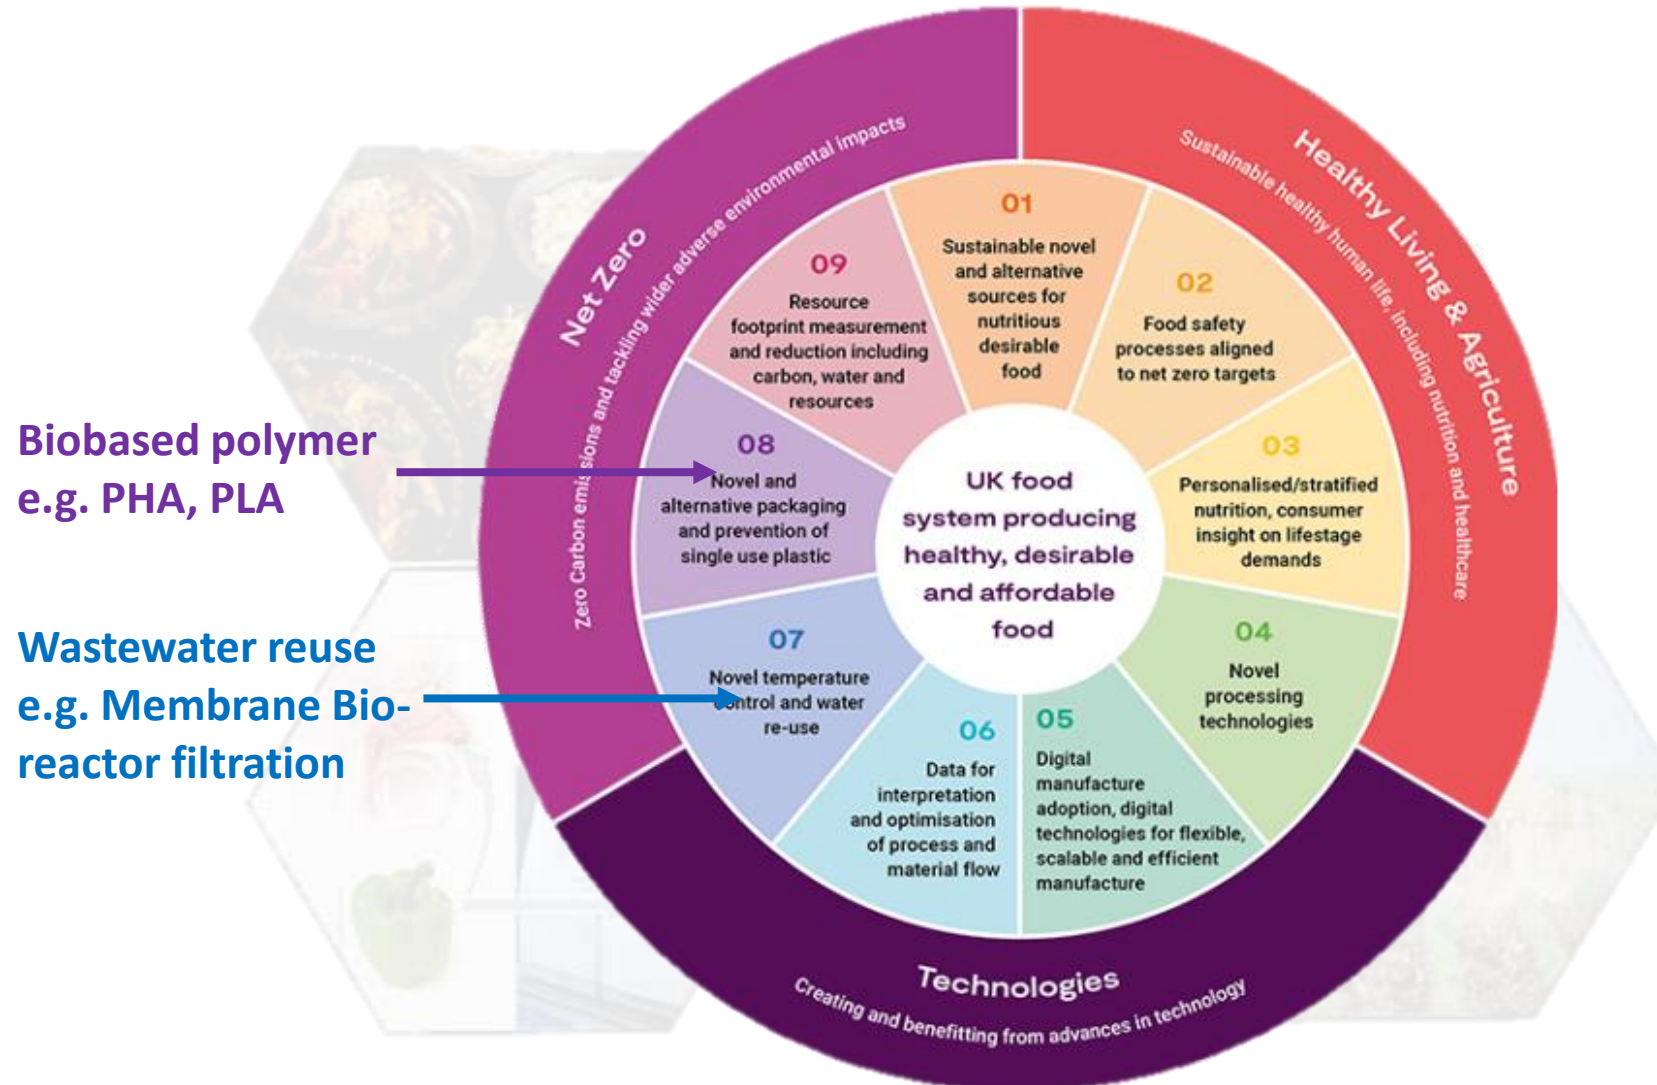 Biobased polymer
e.g. PHA, PLA
Wastewater reuse
e.g. Membrane Bio-
reactor filtration
Net Zero
Zero Carbon emissions and tackling wider adverse environmental impacts
Healthy Living & Agriculture
Sustainable healthy human life, including nutrition and healthcare
Technologies
Creating and benefitting from advances in technology
01
Sustainable novel
and alternative
sources for
nutritious
desirable
food
02
Food safety
processes aligned
to net zero targets
03
Personalised/stratified
nutrition, consumer
insight on lifestage
demands
04
Novel
processing
technologies
05
Digital
manufacture
adoption, digital
technologies for flexible,
scalable and efficient
manufacture
06
Data for
interpretation
and optimisation
of process and
material flow
07
Novel temperature
control and water
re-use
08
Novel and
alternative packaging
and prevention of
single use plastic
09
Resource
footprint measurement
and reduction including
carbon, water and
resources
UK food
system producing
healthy, desirable
and affordable
food